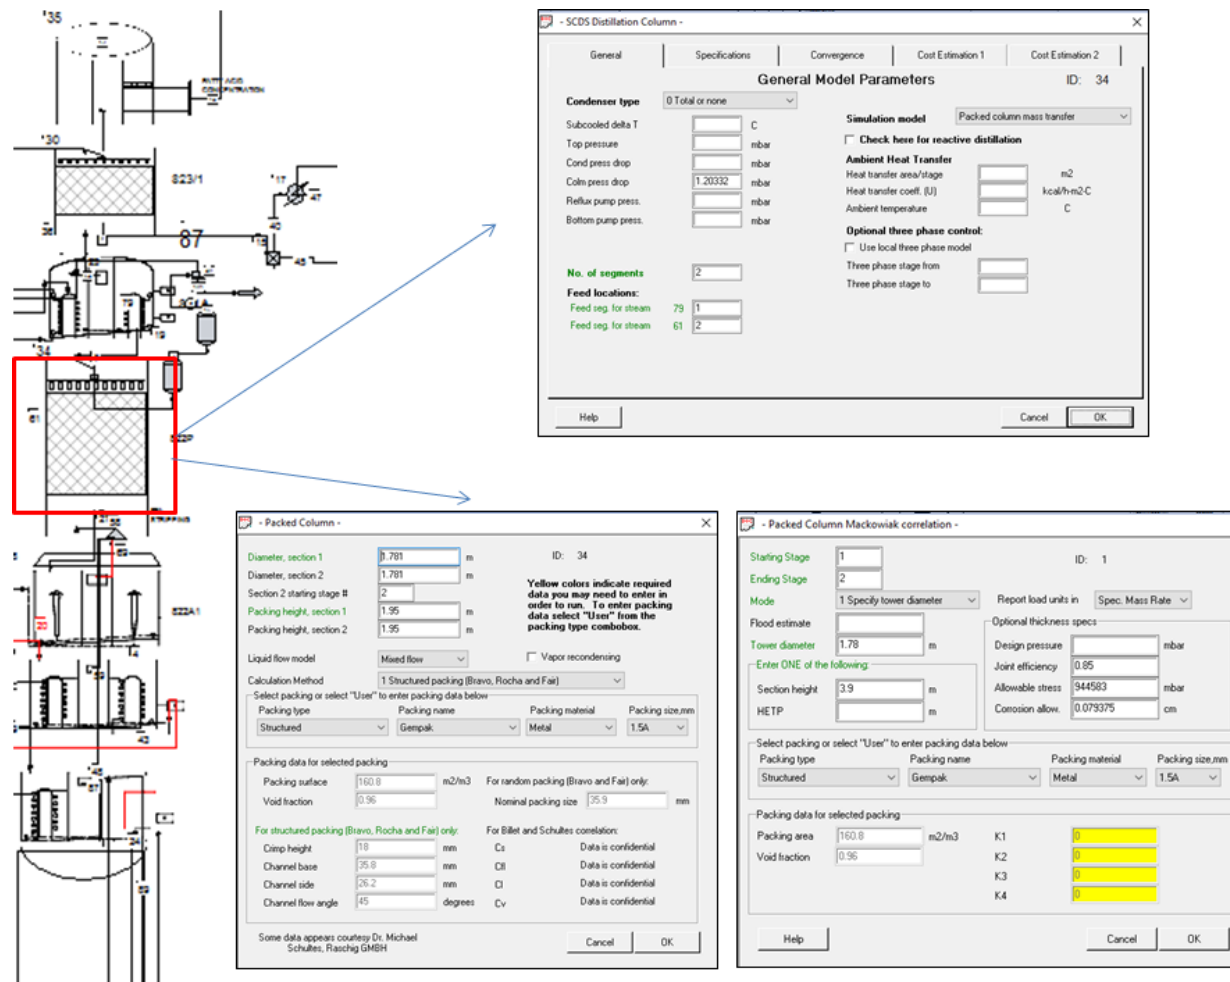 '35
FATTY ACID
CONCENTRATION
'30
823/1
'17
47
40
87
48
'34
61
822P
STRIPPING
69
822A1
- SCDS Distillation Column -
General
Specifications
Convergence
Cost Estimation 1
Cost Estimation 2
General Model Parameters
ID: 34
Condenser type
0 Total or none
Subcooled delta T
C
Top pressure
mbar
Cond press drop
mbar
Colm press drop
1.20332
mbar
Reflux pump press.
mbar
Bottom pump press.
mbar
Simulation model
Packed column mass transfer
Check here for reactive distillation
Ambient Heat Transfer
Heat transfer area/stage
m2
Heat transfer coeff. (U)
kcal/h-m2-C
Ambient temperature
C
Optional three phase control:
Use local three phase model
Three phase stage from
Three phase stage to
No. of segments
2
Feed locations:
Feed seg. for stream 79 1
Feed seg. for stream 61 2
Help
Cancel
OK
- Packed Column -
Diameter, section 1
1.781
m
Diameter, section 2
1.781
m
Section 2 starting stage #
2
Packing height, section 1
1.95
m
Packing height, section 2
1.95
m
ID: 34
Yellow colors indicate required
data you may need to enter in
order to run. To enter packing
data select "User" from the
packing type combobox.
Liquid flow model
Mixed flow
Vapor recondensing
Calculation Method
1 Structured packing (Bravo, Rocha and Fair)
Select packing or select "User" to enter packing data below
Packing type
Packing name
Packing material
Packing size,mm
Structured
Gempak
Metal
1.5A
Packing data for selected packing
Packing surface
160.8
m2/m3
Void fraction
0.96
For random packing (Bravo and Fair) only:
Nominal packing size
35.9
mm
For structured packing (Bravo, Rocha and Fair) only:
Crimp height
18
mm
Channel base
35.8
mm
Channel side
26.2
mm
Channel flow angle
45
degrees
For Billet and Schultes correlation:
Cs
Data is confidential
Cfl
Data is confidential
Cl
Data is confidential
Cv
Data is confidential
Some data appears courtesy Dr. Michael
Schultes, Raschig GMBH
Cancel
OK
- Packed Column Mackowiak correlation -
Starting Stage
1
Ending Stage
2
Mode
1 Specify tower diameter
Flood estimate
Tower diameter
1.78
m
Enter ONE of the following:
Section height
3.9
m
HETP
m
ID: 1
Report load units in
Spec. Mass Rate
Optional thickness specs
Design pressure
mbar
Joint efficiency
0.85
Allowable stress
944583
mbar
Corrosion allow.
0.079375
cm
Select packing or select "User" to enter packing data below
Packing type
Packing name
Packing material
Packing size,mm
Structured
Gempak
Metal
1.5A
Packing data for selected packing
Packing area
160.8
m2/m3
Void fraction
0.96
K1
0
K2
0
K3
0
K4
0
Help
Cancel
OK